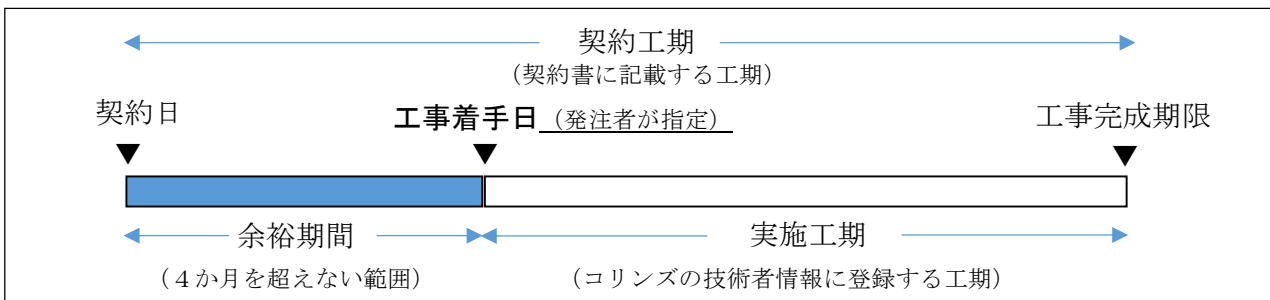 契約工期
（契約書に記載する工期）
契約日 工事着手日（発注者が指定） 工事完成期限
余裕期間 実施工期
（４か月を超えない範囲） （コリンズの技術者情報に登録する工期）